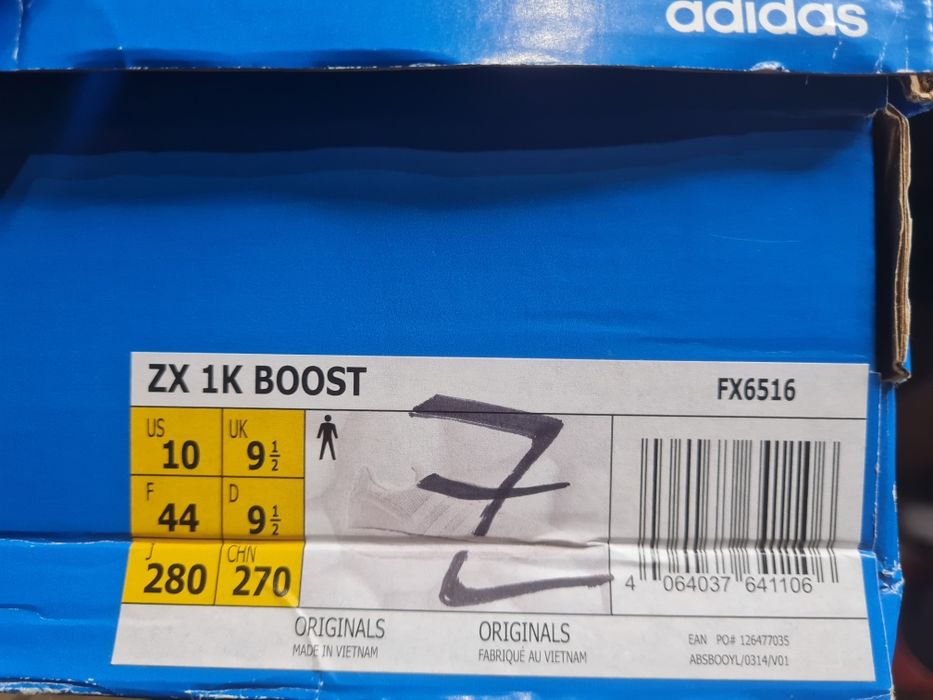 adidas
ZX 1K BOOST
FX6516
US 10
UK 9 1/2
F 44
D 9 1/2
J 280
CHN 270
7
4 064037 641106
ORIGINALS
MADE IN VIETNAM
ORIGINALS
FABRIQUÉ AU VIETNAM
EAN PO# 126477035
ABSBOOYL/0314/V01